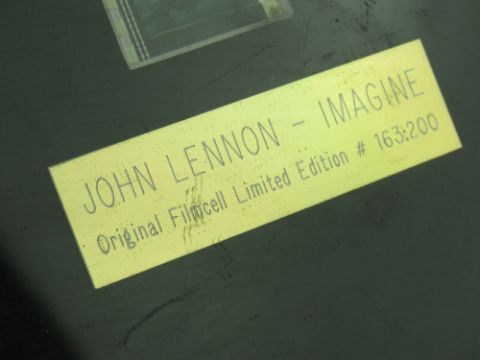 JOHN LENNON - IMAGINE
Original Filmcell Limited Edition # 163:200